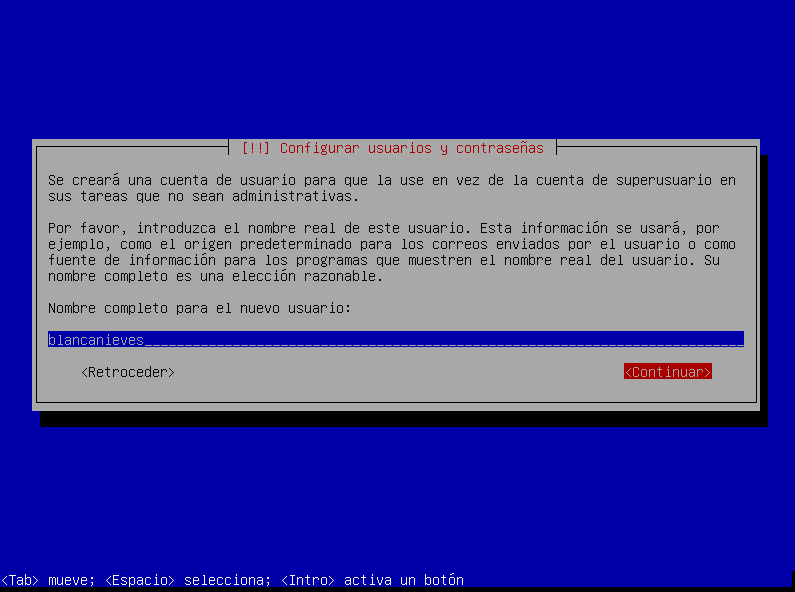 [!!] Configurar usuarios y contraseñas
Se creará una cuenta de usuario para que la use en vez de la cuenta de superusuario en
sus tareas que no sean administrativas.
Por favor, introduzca el nombre real de este usuario. Esta información se usará, por
ejemplo, como el origen predeterminado para los correos enviados por el usuario o como
fuente de información para los programas que muestren el nombre real del usuario. Su
nombre completo es una elección razonable.
Nombre completo para el nuevo usuario:
blancanieves
<Retroceder> <Continuar>
<Tab> mueve; <Espacio> selecciona; <Intro> activa un botón